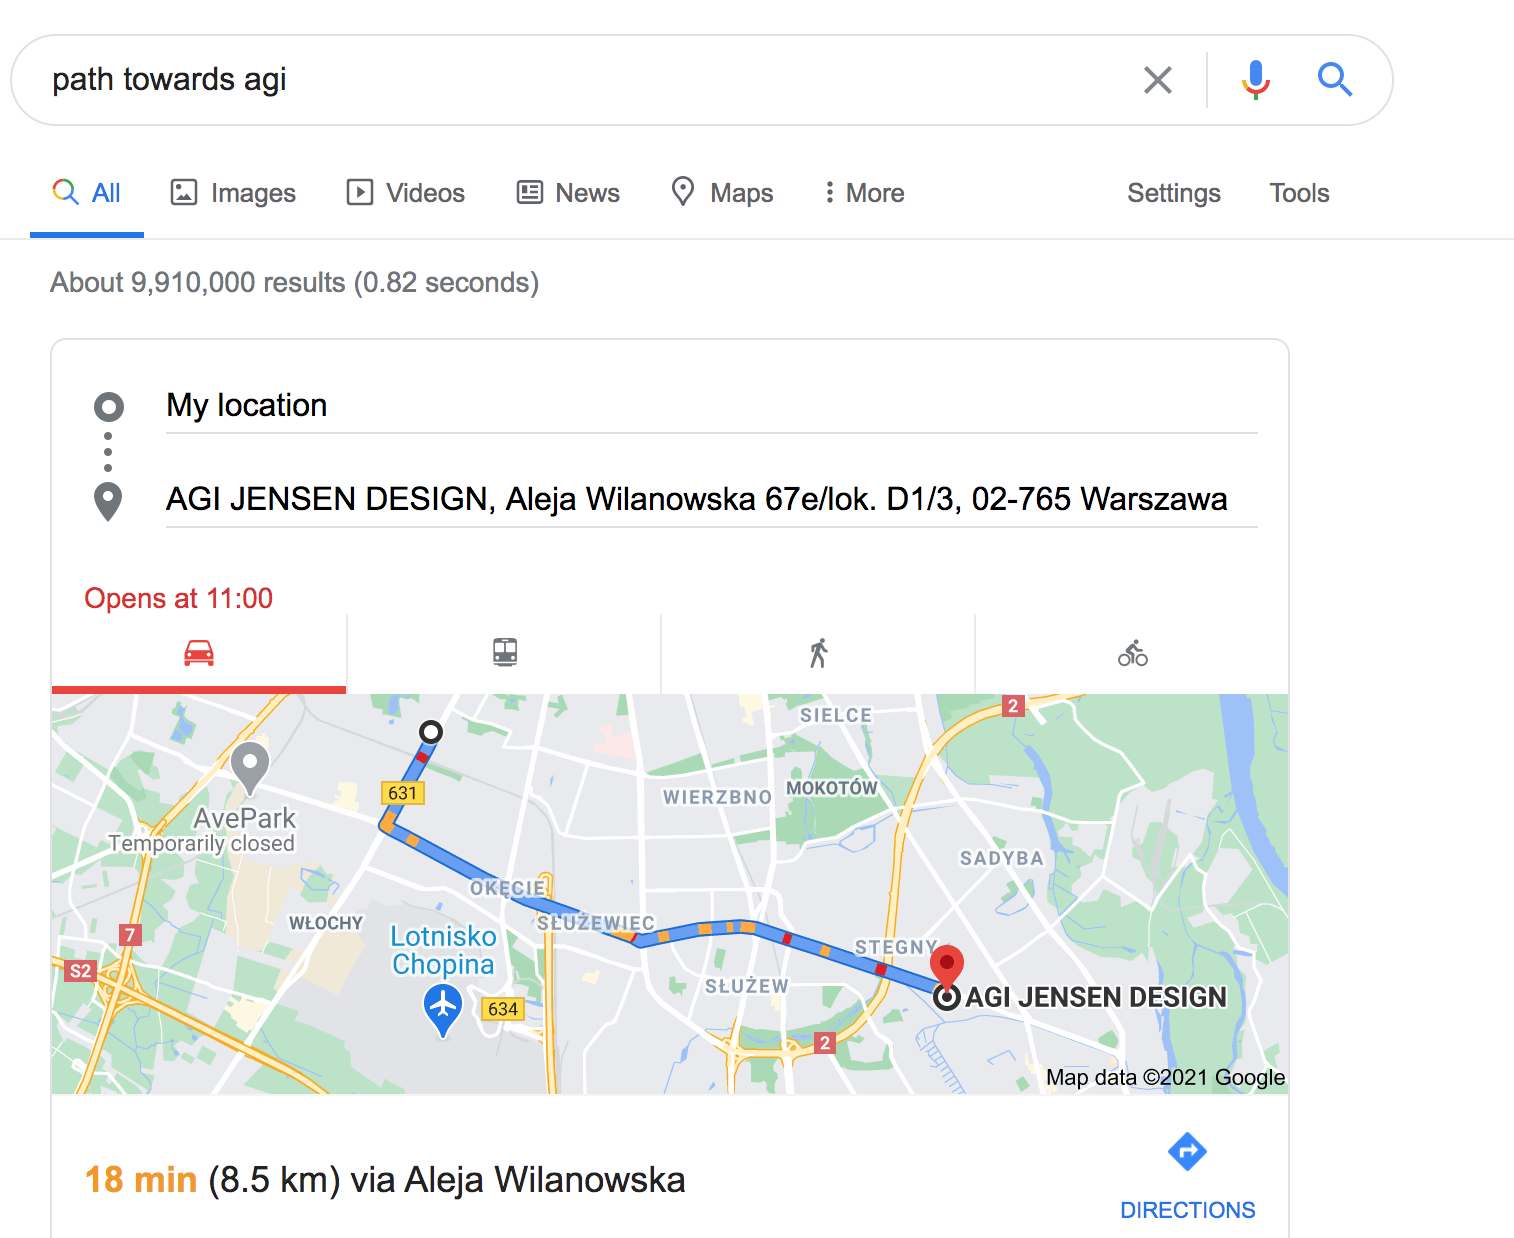 path towards agi
All Images Videos News Maps More Settings Tools
About 9,910,000 results (0.82 seconds)
My location
AGI JENSEN DESIGN, Aleja Wilanowska 67e/lok. D1/3, 02-765 Warszawa
Opens at 11:00
2
SIELCE
631
WIERZBNO
MOKOTÓW
AvePark
Temporarily closed
SADYBA
OKĘCIE
WŁOCHY
SŁUŻEWIEC
7
Lotnisko
Chopina
STEGNY
S2
SŁUŻEW
AGI JENSEN DESIGN
634
2
Map data ©2021 Google
18 min (8.5 km) via Aleja Wilanowska
DIRECTIONS